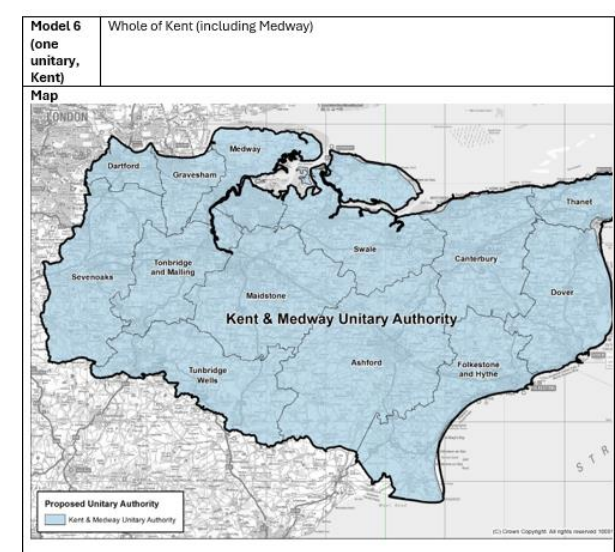 Model 6
(one
unitary,
Kent)
Whole of Kent (including Medway)
Map
LONDON
Medway
Dartford
Gravesham
Thanet
Swale
Canterbury
Tonbridge
and Malling
Sevenoaks
Maidstone
Dover
Kent & Medway Unitary Authority
Ashford
Folkestone
and Hythe
Tunbridge
Wells
S T R
Proposed Unitary Authority
Kent & Medway Unitary Authority
(C) Crown Copyright. All rights reserved